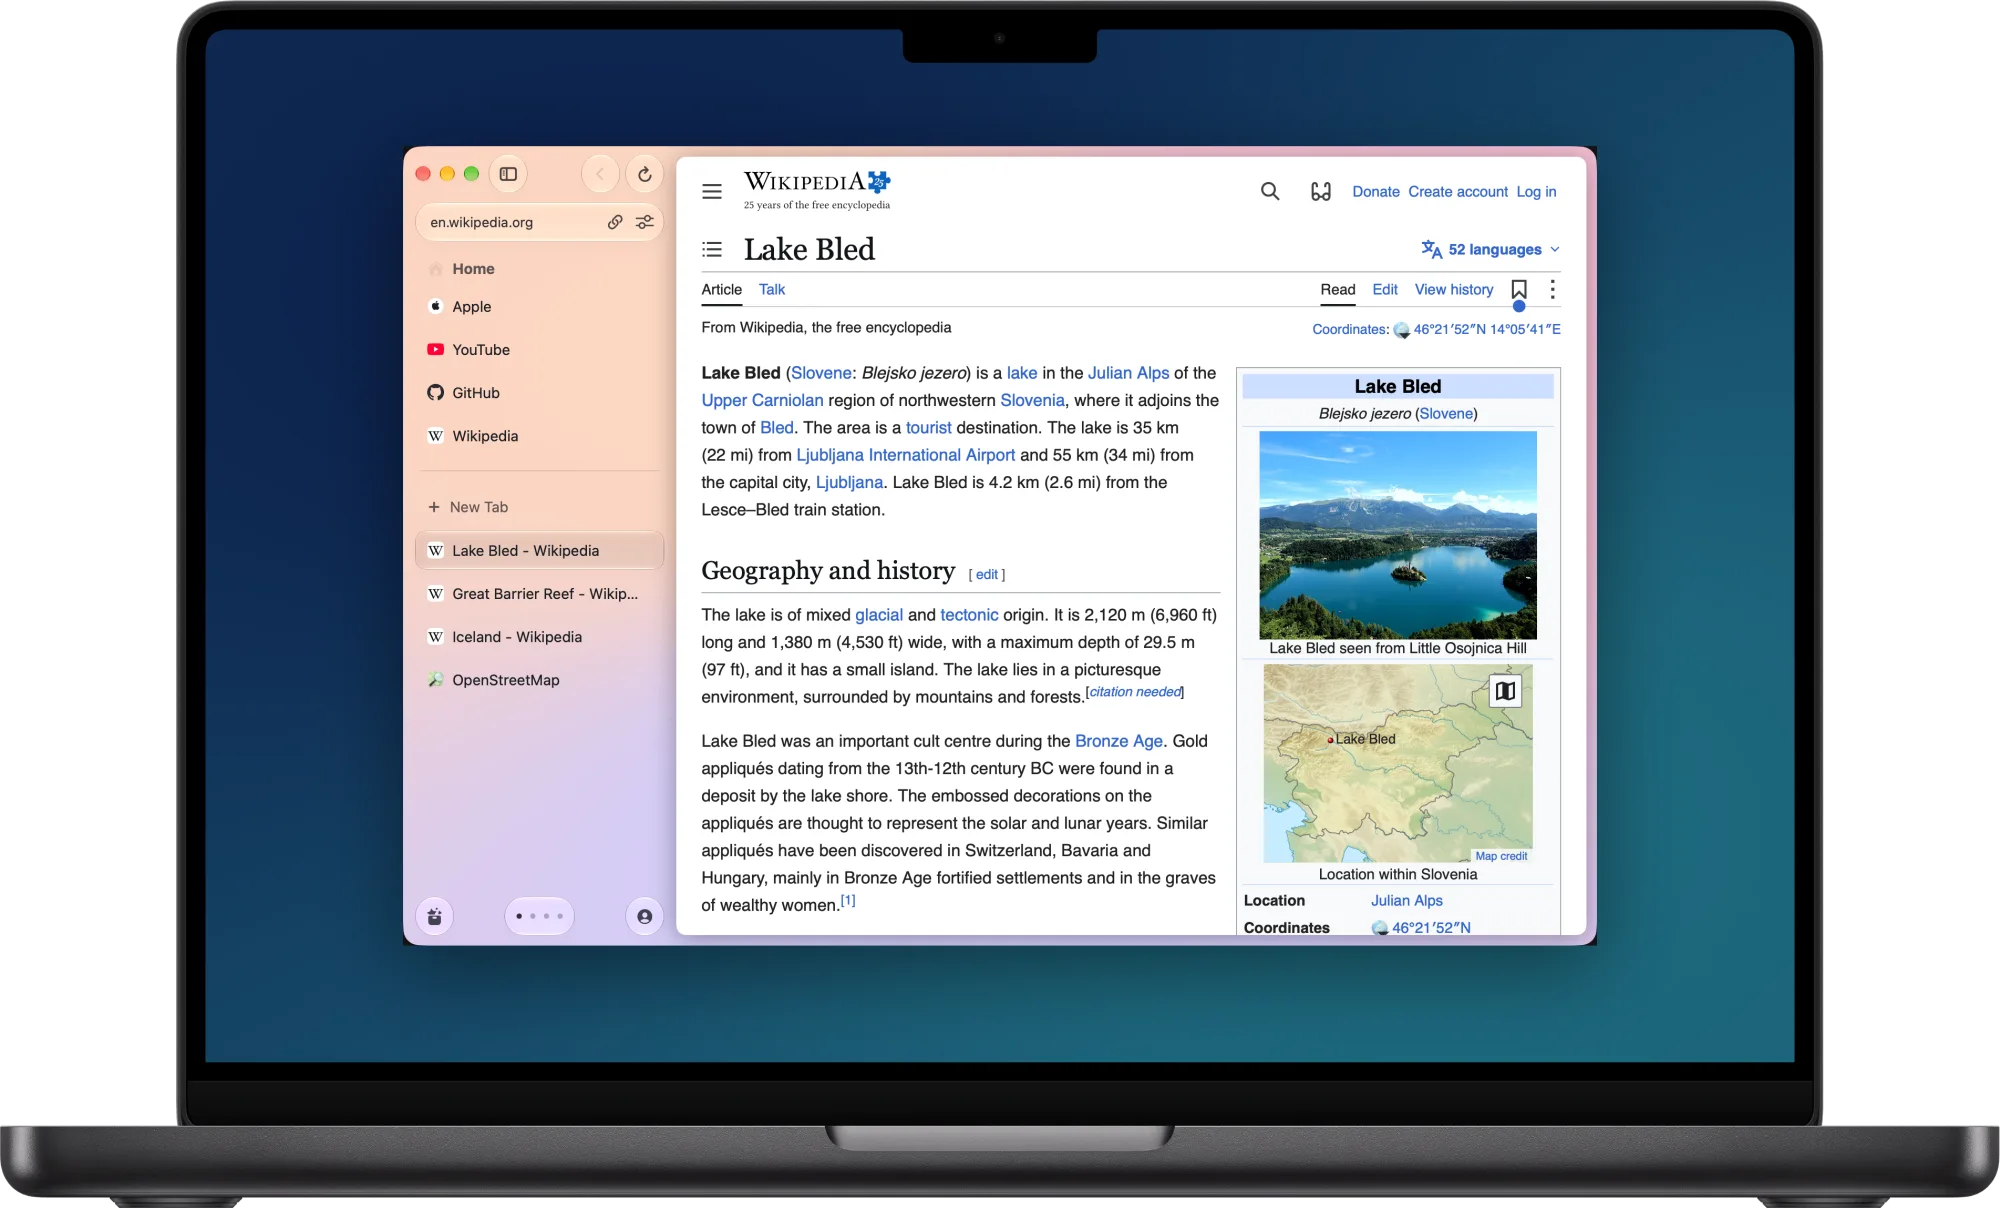 en.wikipedia.org
Home
Apple
YouTube
GitHub
Wikipedia
New Tab
Lake Bled - Wikipedia
Great Barrier Reef - Wikip...
Iceland - Wikipedia
OpenStreetMap
WIKIPEDIA 25
25 years of the free encyclopedia
Donate Create account Log in
Lake Bled
52 languages
Article Talk
Read Edit View history
From Wikipedia, the free encyclopedia
Coordinates: 46°21′52″N 14°05′41″E
Lake Bled (Slovene: Blejsko jezero) is a lake in the Julian Alps of the
Upper Carniolan region of northwestern Slovenia, where it adjoins the
town of Bled. The area is a tourist destination. The lake is 35 km
(22 mi) from Ljubljana International Airport and 55 km (34 mi) from
the capital city, Ljubljana. Lake Bled is 4.2 km (2.6 mi) from the
Lesce–Bled train station.
Geography and history [ edit ]
The lake is of mixed glacial and tectonic origin. It is 2,120 m (6,960 ft)
long and 1,380 m (4,530 ft) wide, with a maximum depth of 29.5 m
(97 ft), and it has a small island. The lake lies in a picturesque
environment, surrounded by mountains and forests.[citation needed]
Lake Bled was an important cult centre during the Bronze Age. Gold
appliqués dating from the 13th-12th century BC were found in a
deposit by the lake shore. The embossed decorations on the
appliqués are thought to represent the solar and lunar years. Similar
appliqués have been discovered in Switzerland, Bavaria and
Hungary, mainly in Bronze Age fortified settlements and in the graves
of wealthy women.[1]
Lake Bled
Blejsko jezero (Slovene)
Lake Bled seen from Little Osojnica Hill
Lake Bled
Map credit
Location within Slovenia
Location Julian Alps
Coordinates 46°21′52″N